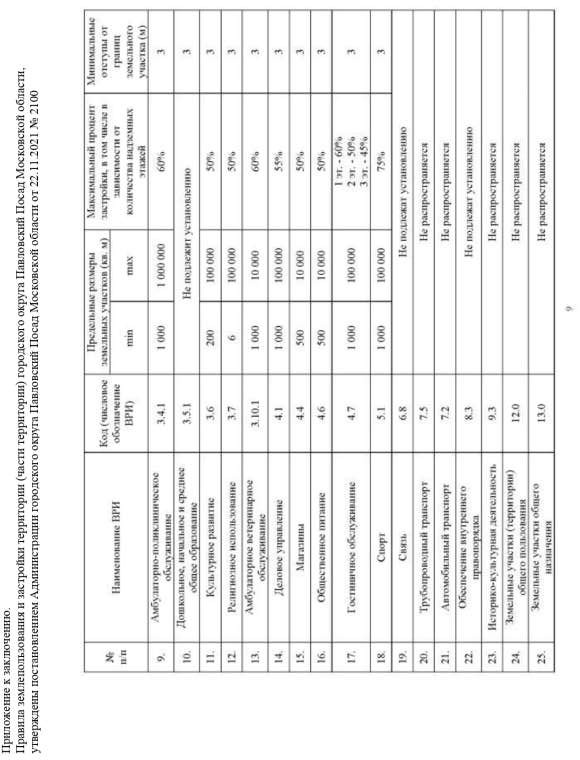 Приложение к заключению.
Правила землепользования и застройки территории (части территории) городского округа Павловский Посад Московской области,
утверждены постановлением Администрации городского округа Павловский Посад Московской области от 22.11.2021 № 2100
№
п/п
Наименование ВРИ
Код (числовое
обозначение
ВРИ)
Предельные размеры
земельных участков (кв. м)
min
max
Максимальный процент
застройки, в том числе в
зависимости от
количества надземных
этажей
Минимальные
отступы от
границ
земельного
участка (м)
9.
Амбулаторно-поликлиническое
обслуживание
3.4.1
1 000
1 000 000
60%
3
10.
Дошкольное, начальное и среднее
общее образование
3.5.1
Не подлежит установлению
3
11.
Культурное развитие
3.6
200
100 000
50%
3
12.
Религиозное использование
3.7
6
100 000
50%
3
13.
Амбулаторное ветеринарное
обслуживание
3.10.1
1 000
10 000
60%
3
14.
Деловое управление
4.1
1 000
100 000
55%
3
15.
Магазины
4.4
500
10 000
50%
3
16.
Общественное питание
4.6
500
10 000
50%
3
17.
Гостиничное обслуживание
4.7
1 000
100 000
1 эт. - 60%
2 эт. - 50%
3 эт. - 45%
3
18.
Спорт
5.1
1 000
100 000
75%
3
19.
Связь
6.8
Не подлежат установлению
20.
Трубопроводный транспорт
7.5
Не распространяется
21.
Автомобильный транспорт
7.2
Не распространяется
22.
Обеспечение внутреннего
правопорядка
8.3
Не подлежат установлению
23.
Историко-культурная деятельность
9.3
Не распространяется
24.
Земельные участки (территории)
общего пользования
12.0
Не распространяется
25.
Земельные участки общего
назначения
13.0
Не распространяется
9